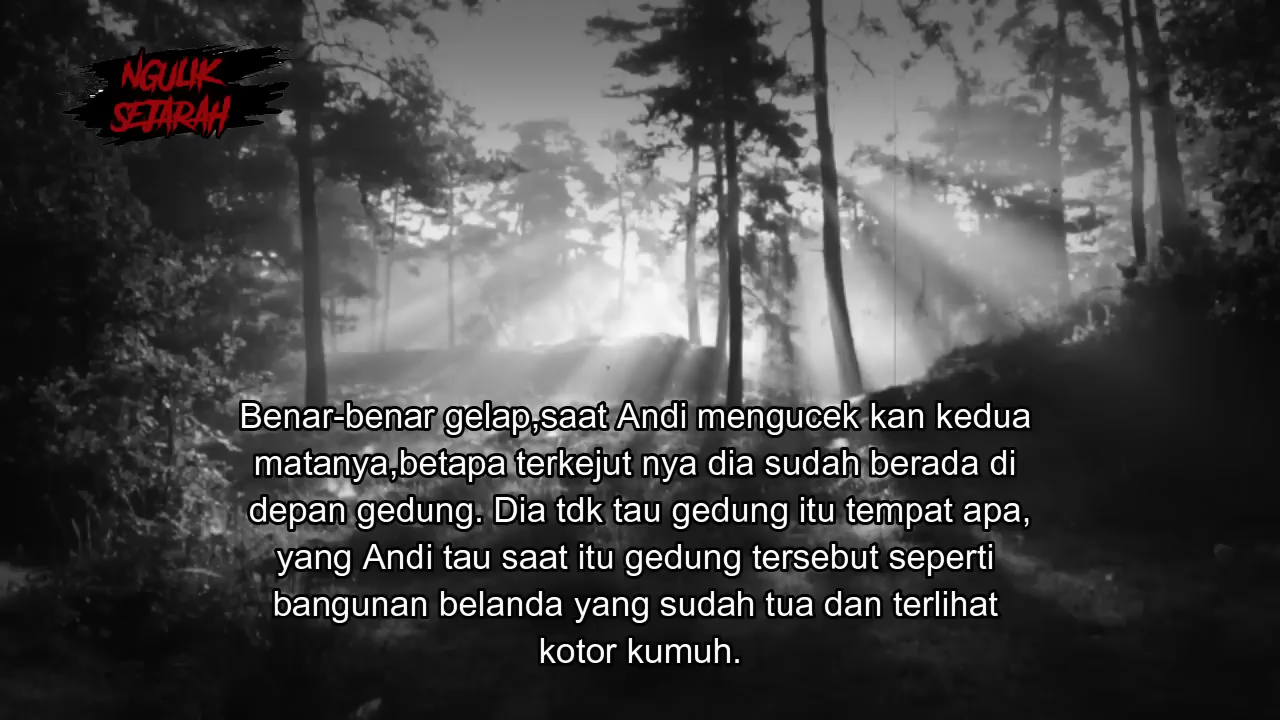 NGULIK
SEJARAH
Benar-benar gelap,saat Andi mengucek kan kedua
matanya,betapa terkejut nya dia sudah berada di
depan gedung. Dia tdk tau gedung itu tempat apa,
yang Andi tau saat itu gedung tersebut seperti
bangunan belanda yang sudah tua dan terlihat
kotor kumuh.